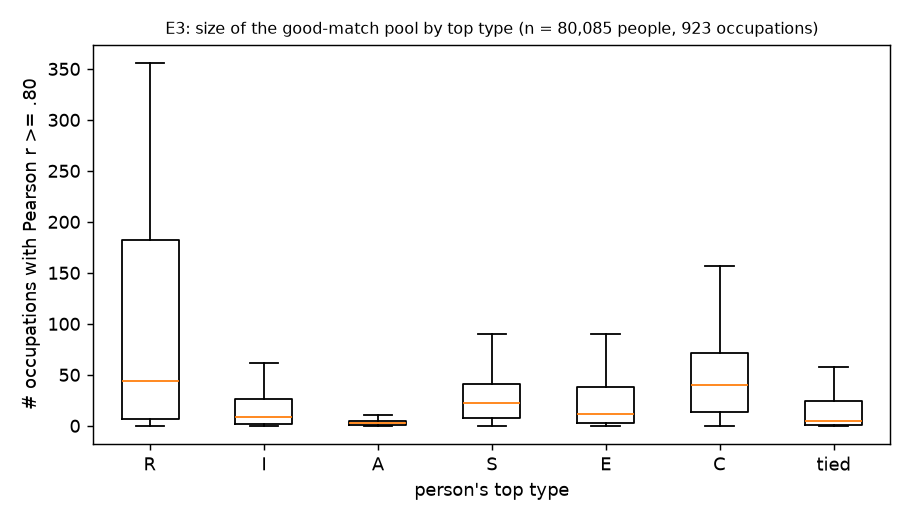 E3: size of the good-match pool by top type (n = 80,085 people, 923 occupations)
# occupations with Pearson r >= .80
350
300
250
200
150
100
50
0
R I A S E C tied
person's top type